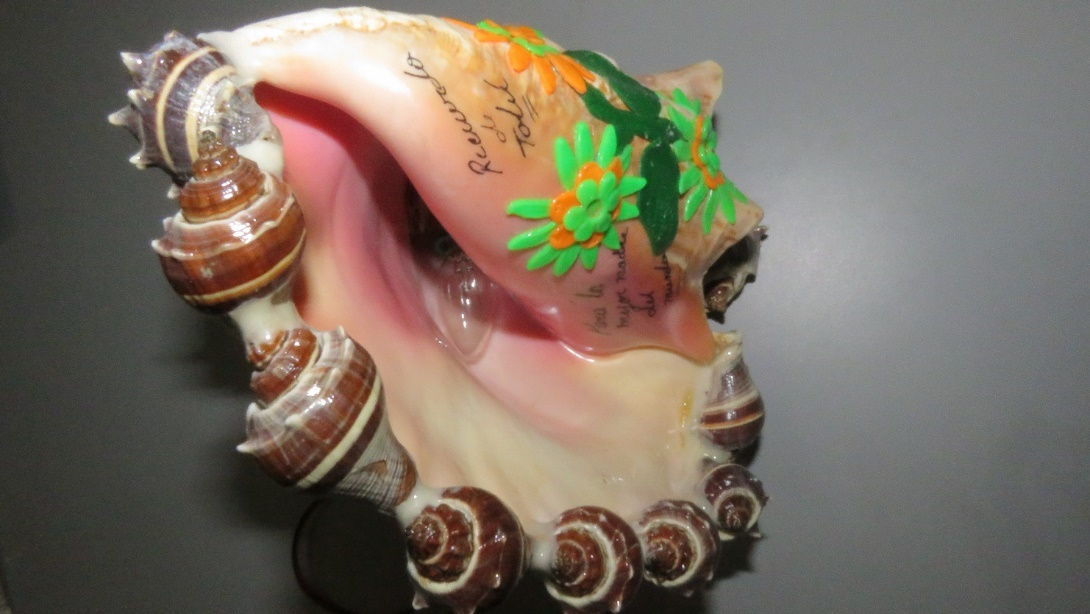 Recuerdo
de
Tolú
Para la
mejor madre
del
mundo